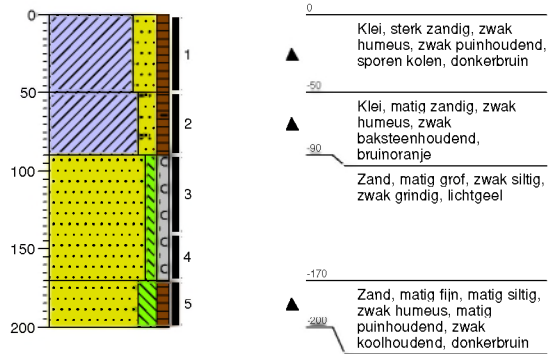 0
50
100
150
200
1
2
3
4
5
0
Klei, sterk zandig, zwak
humeus, zwak puinhoudend,
sporen kolen, donkerbruin
-50
Klei, matig zandig, zwak
humeus, zwak
baksteenhoudend,
bruinoranje
-90
Zand, matig grof, zwak siltig,
zwak grindig, lichtgeel
-170
Zand, matig fijn, matig siltig,
zwak humeus, matig
puinhoudend, zwak
koolhoudend, donkerbruin
-200